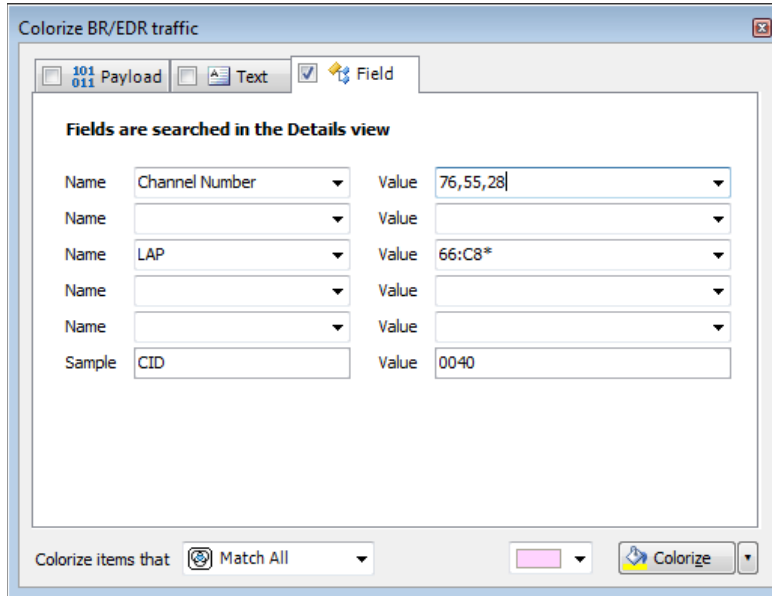 Colorize BR/EDR traffic
101 011 Payload Text Field
Fields are searched in the Details view
Name Channel Number Value 76,55,28
Name Value
Name LAP Value 66:C8*
Name Value
Name Value
Sample CID Value 0040
Colorize items that Match All Colorize